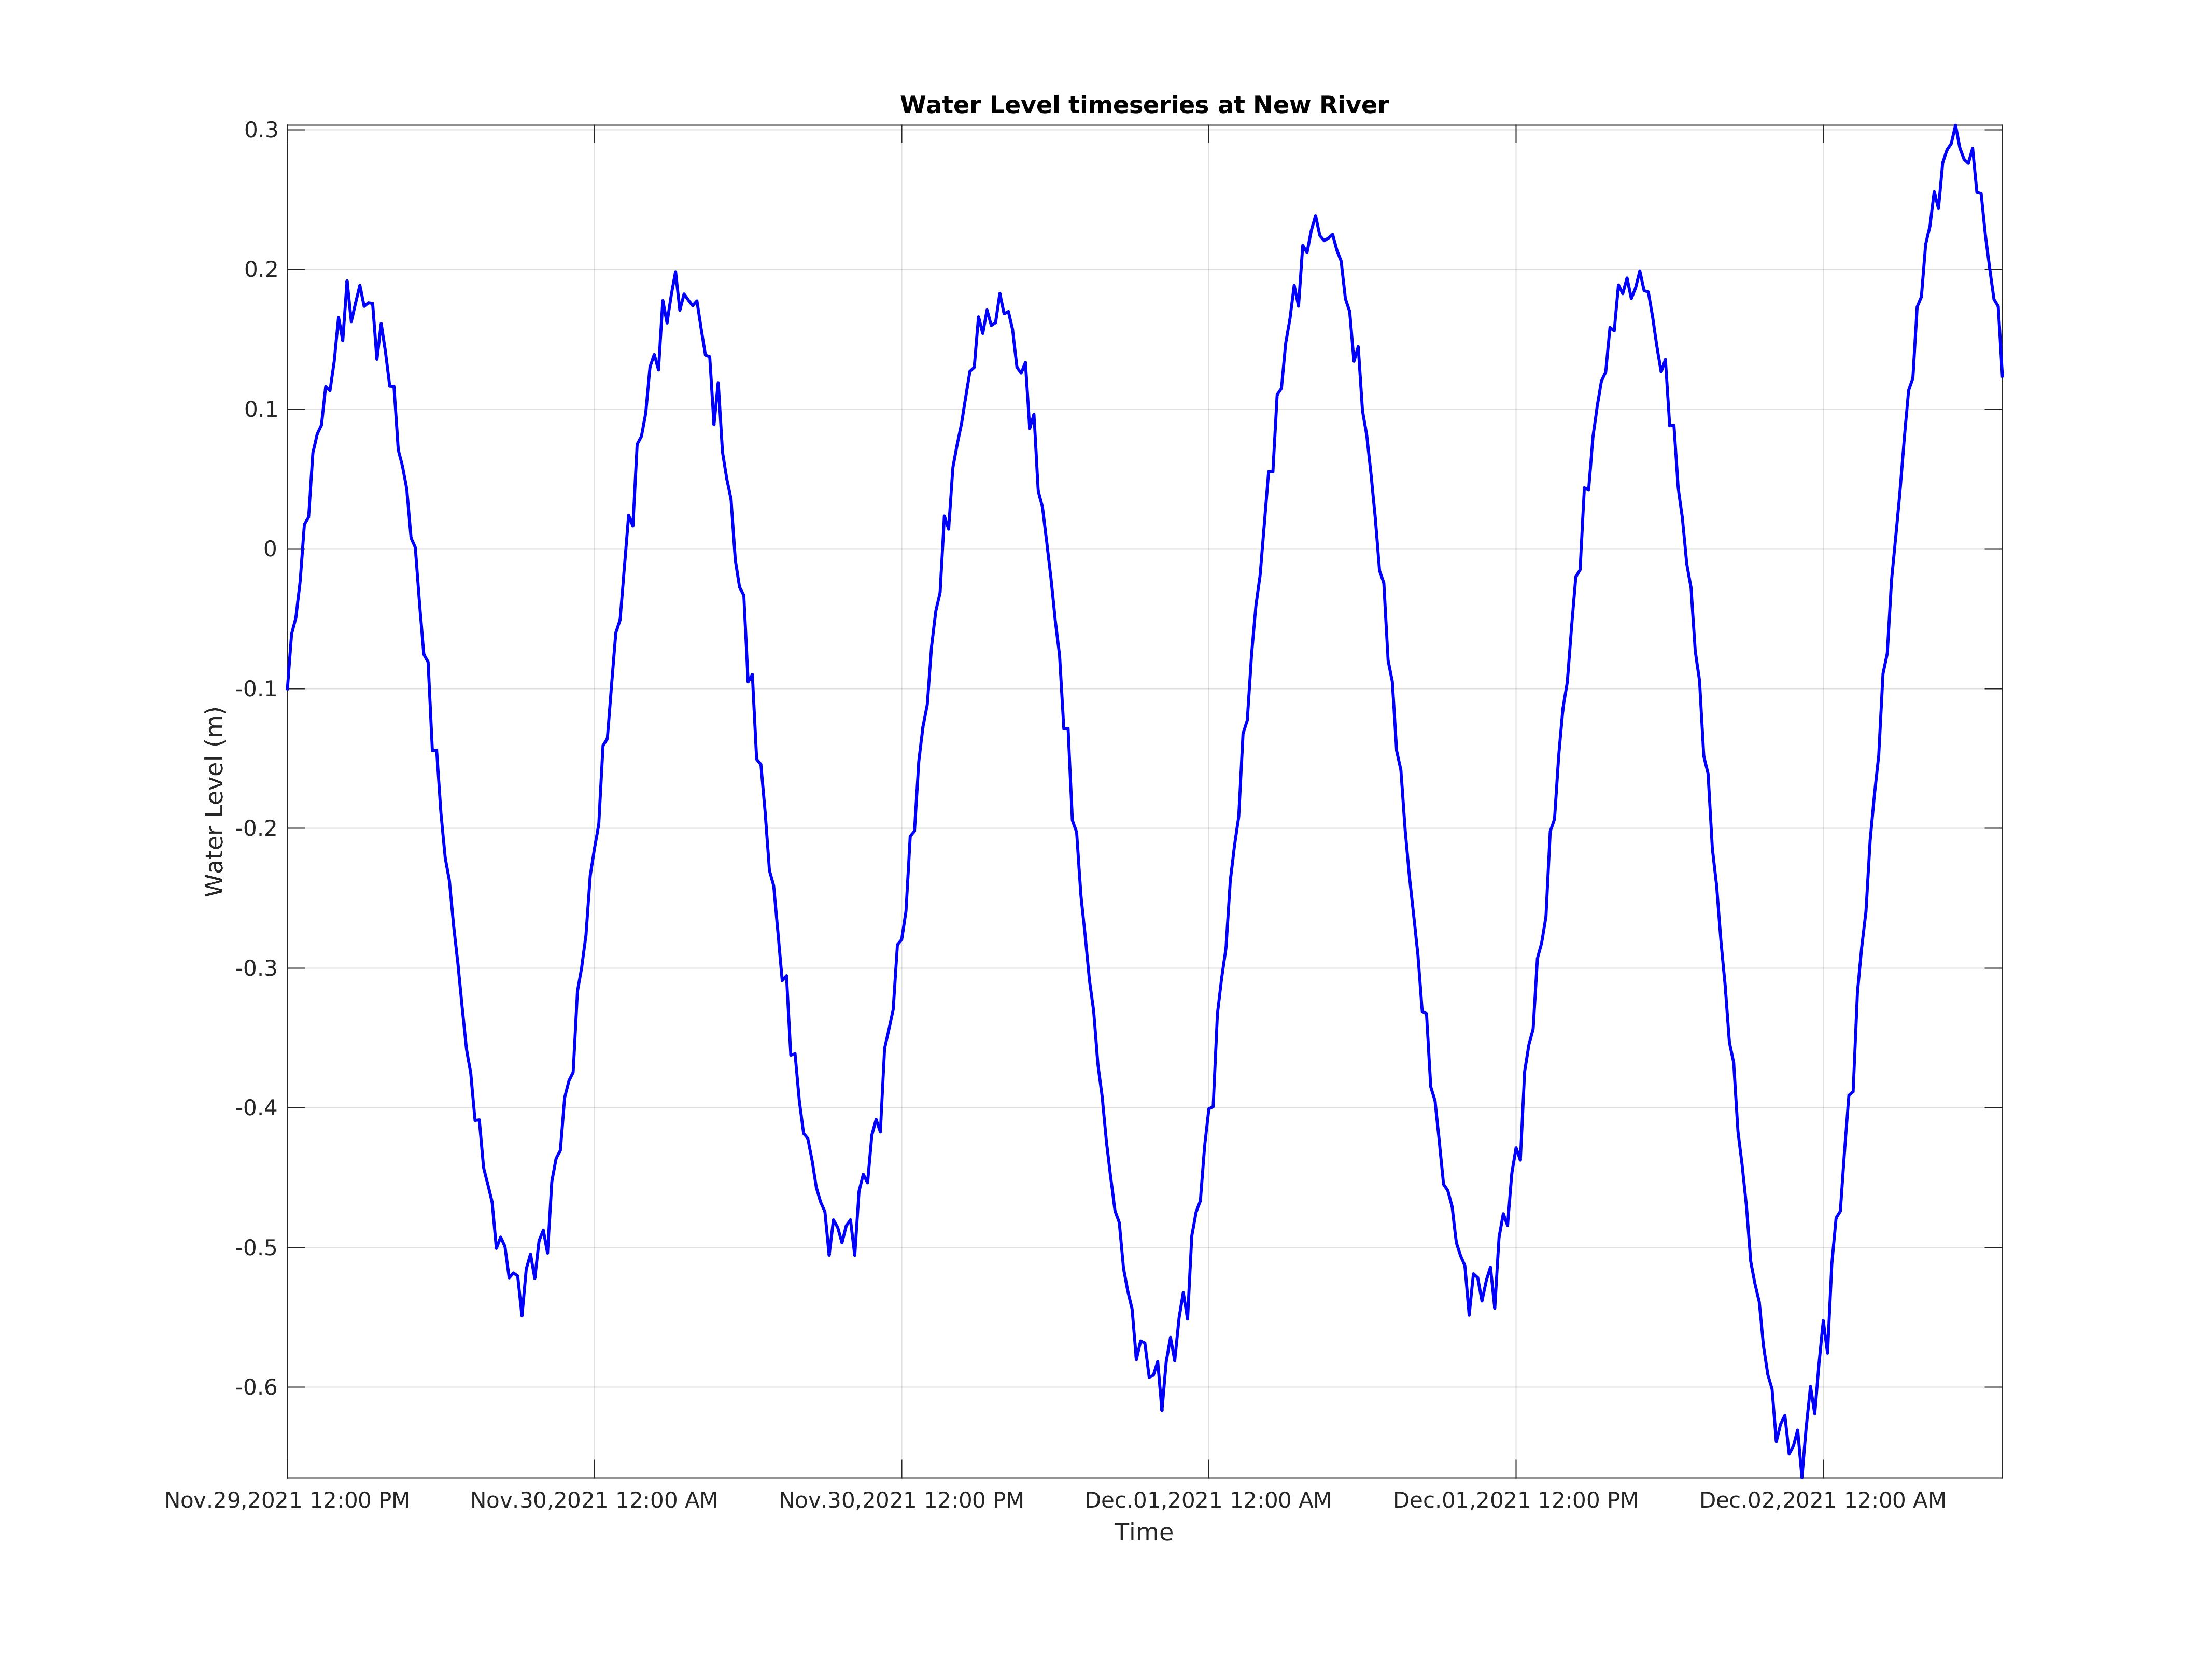 Water Level timeseries at New River
0.3
0.2
0.1
0
-0.1
-0.2
-0.3
-0.4
-0.5
-0.6
Water Level (m)
Nov.29,2021 12:00 PM Nov.30,2021 12:00 AM Nov.30,2021 12:00 PM Dec.01,2021 12:00 AM Dec.01,2021 12:00 PM Dec.02,2021 12:00 AM
Time